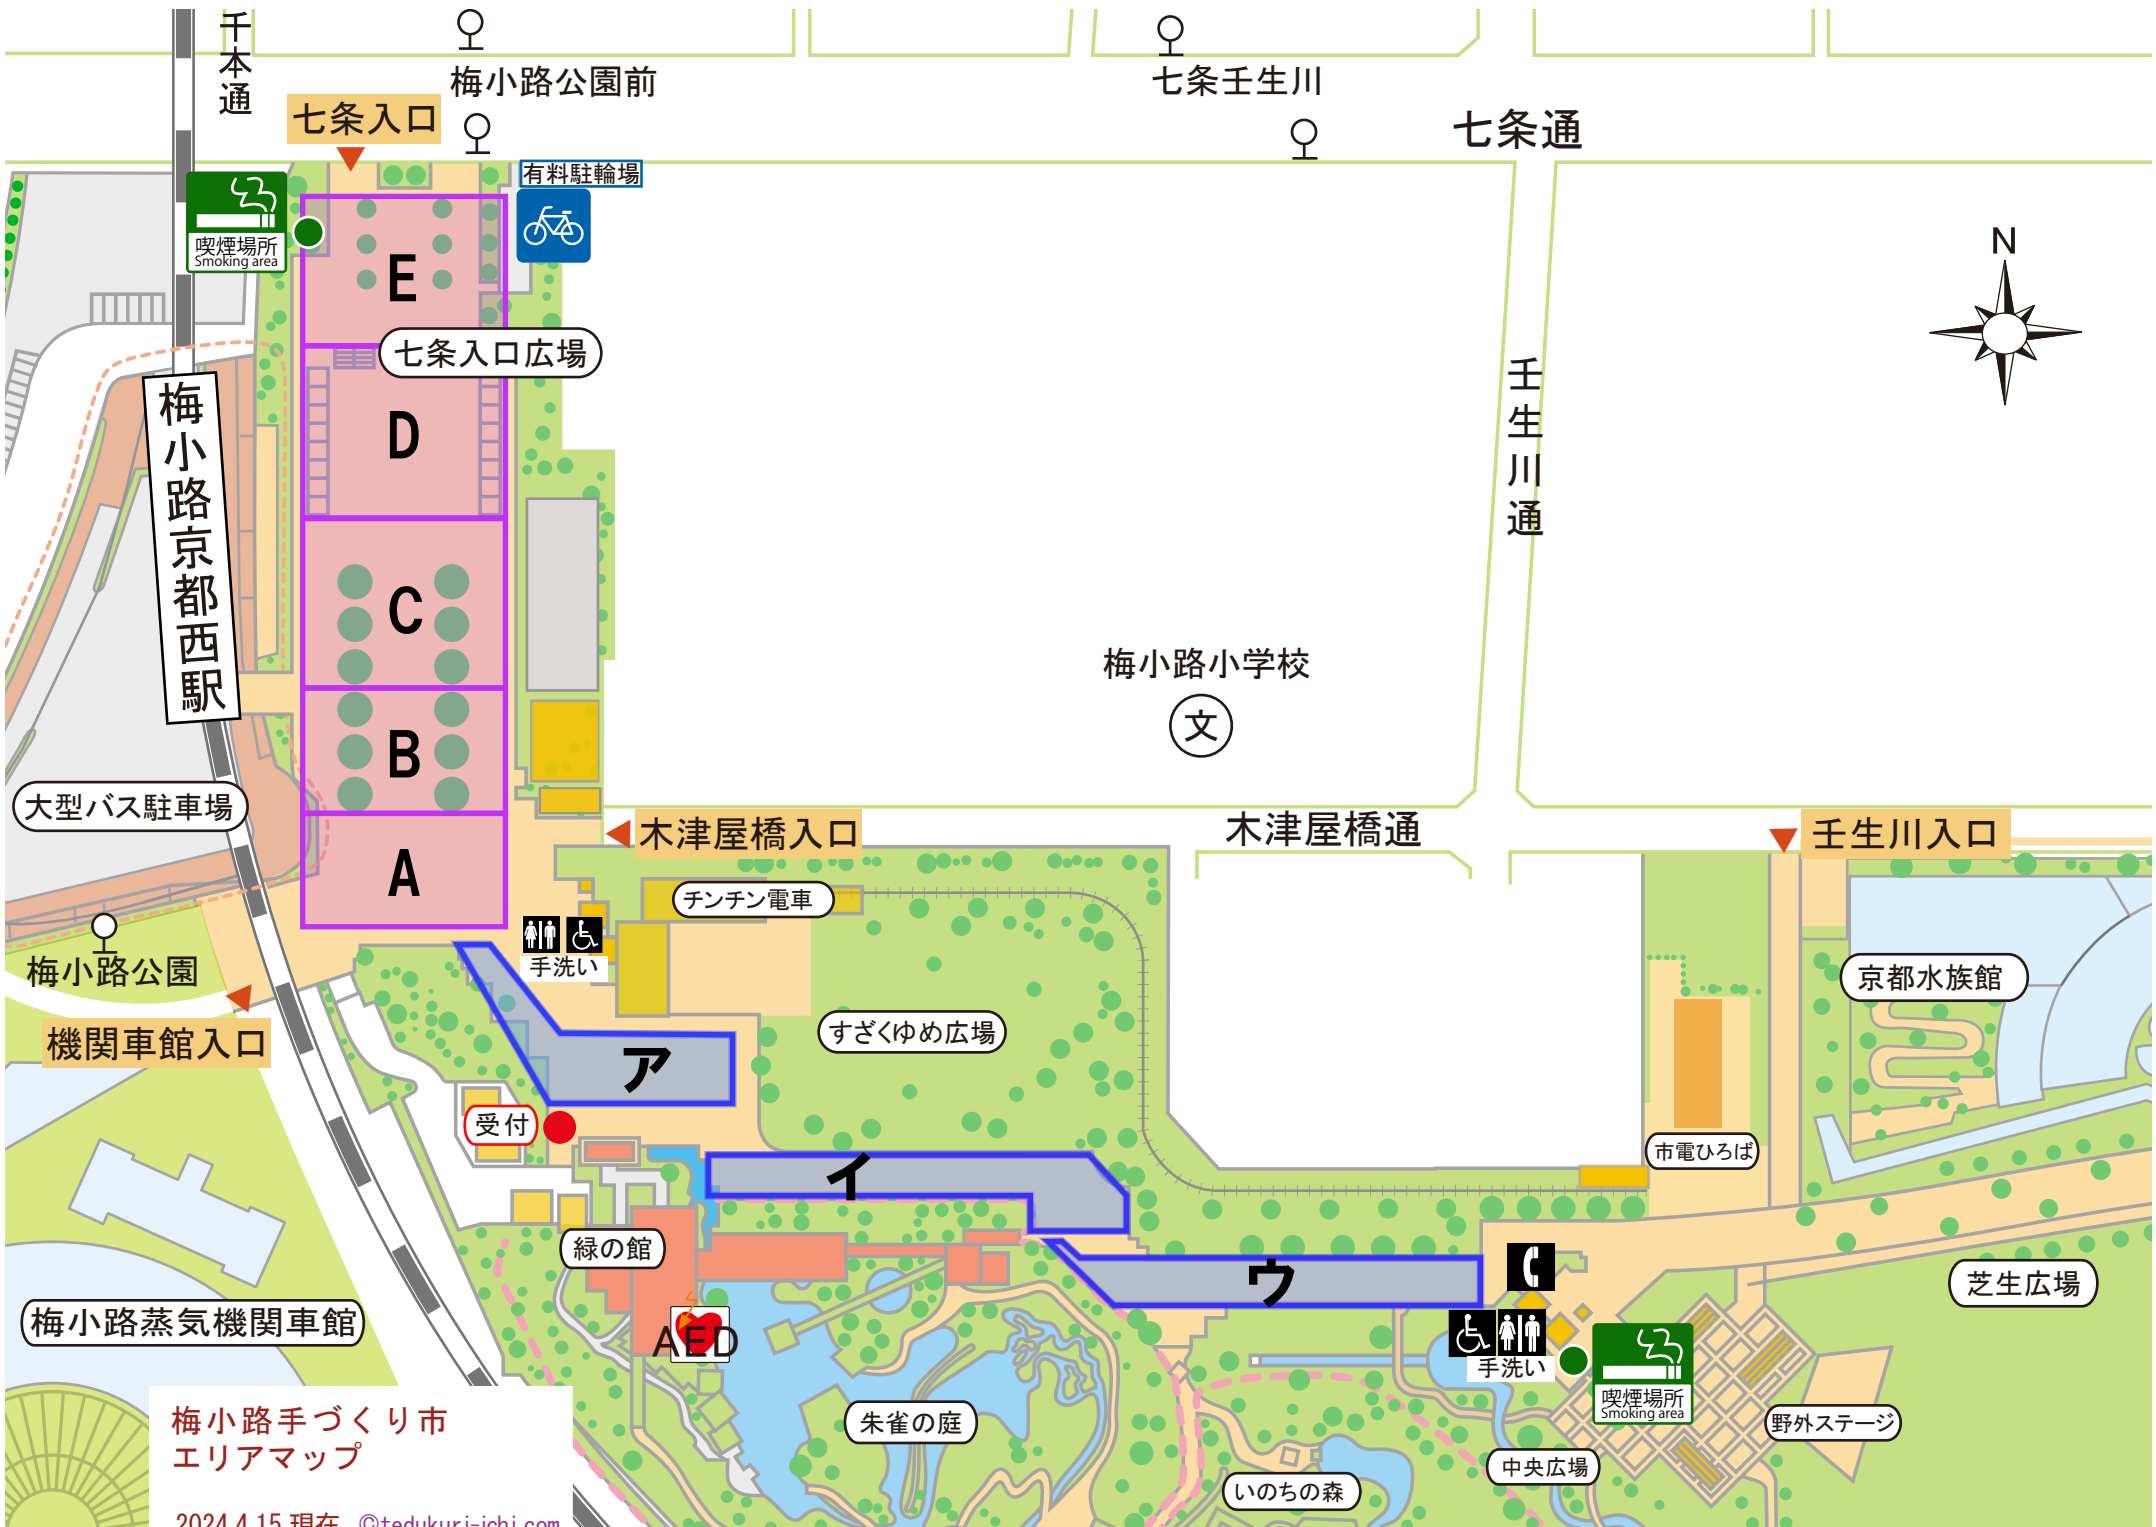 千本通
梅小路公園前
七条壬生川
七条入口
七条通
有料駐輪場
喫煙場所
Smoking area
N
E
七条入口広場
D
梅小路京都西駅
壬生川通
C
梅小路小学校
文
B
大型バス駐車場
木津屋橋入口
木津屋橋通
壬生川入口
A
チンチン電車
手洗い
梅小路公園
京都水族館
機関車館入口
すざくゆめ広場
ア
受付
市電ひろば
イ
緑の館
ウ
芝生広場
梅小路蒸気機関車館
AED
手洗い
喫煙場所
Smoking area
朱雀の庭
野外ステージ
中央広場
いのちの森
梅小路手づくり市
エリアマップ
2024.4.15 現在 ©tedukuri-ichi.com